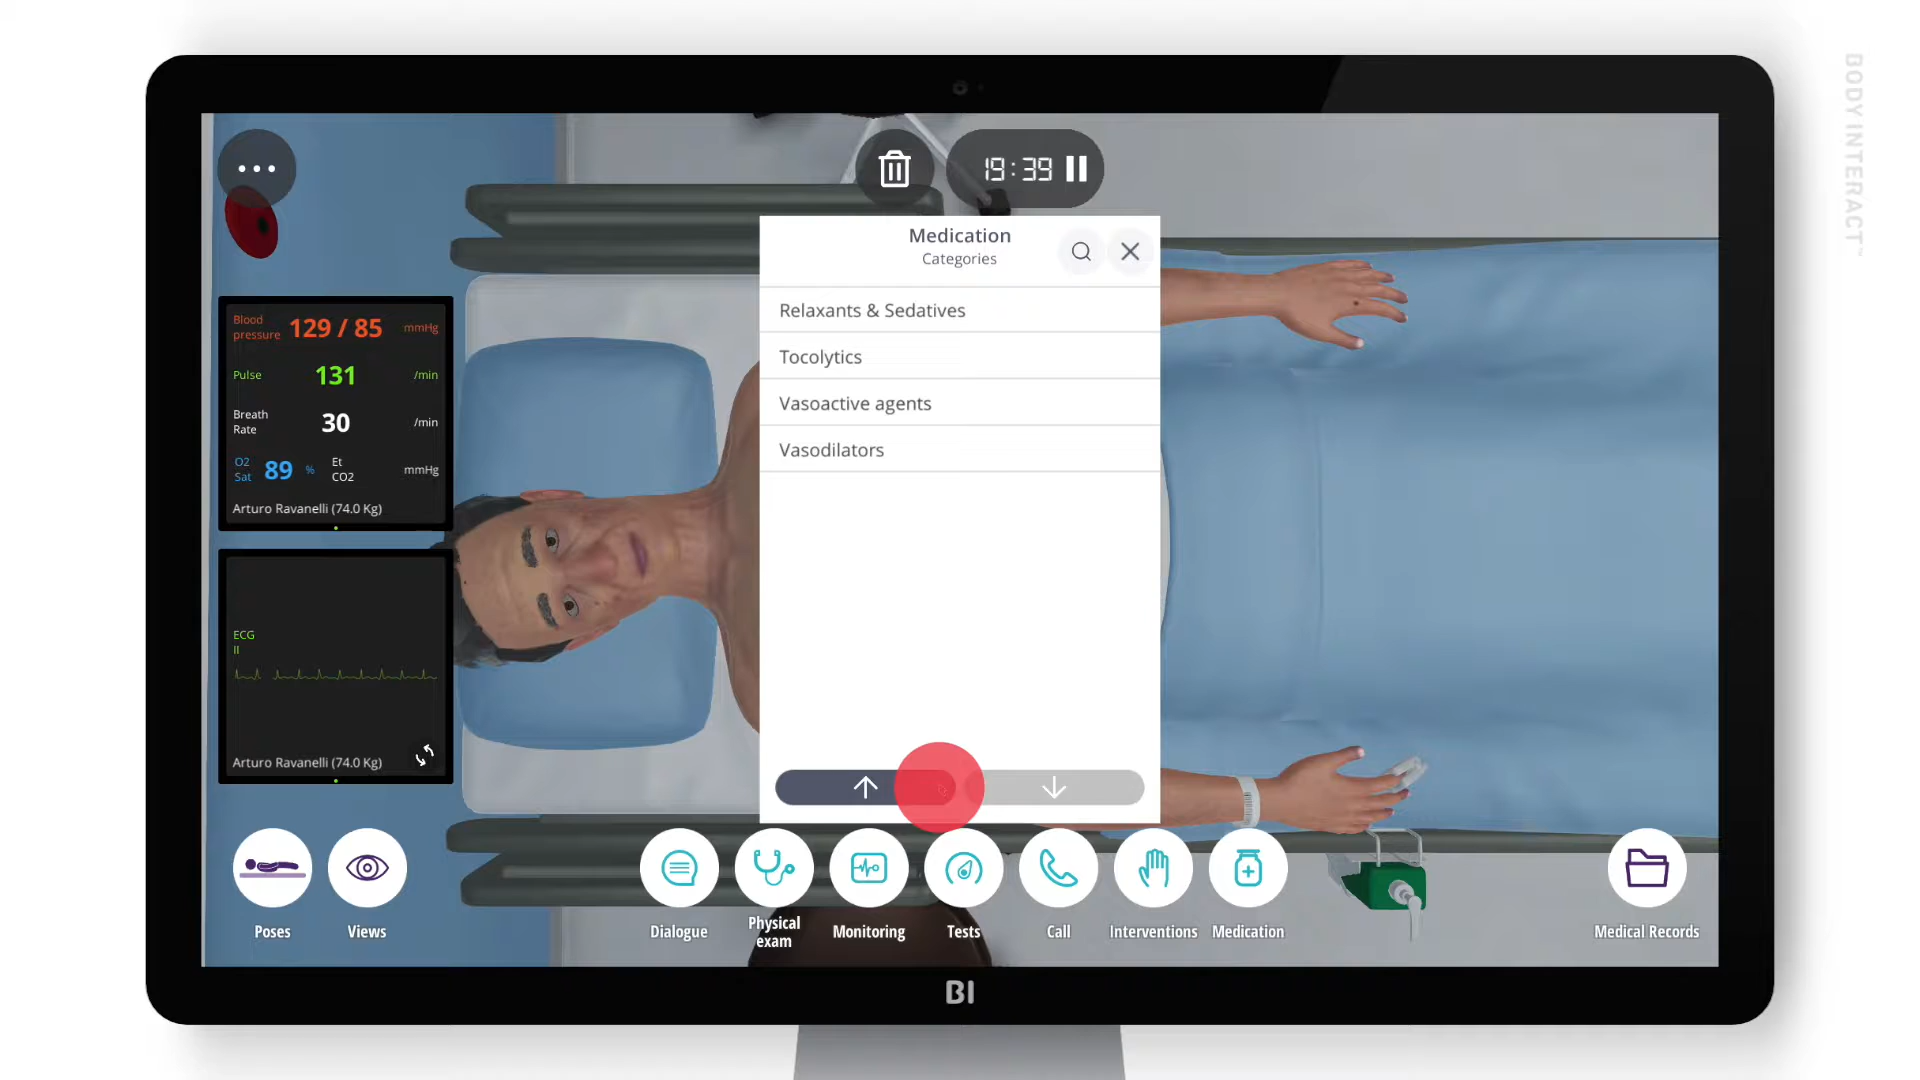 BODY INTERACT™
19:39
Medication
Categories
Relaxants & Sedatives
Tocolytics
Vasoactive agents
Vasodilators
Blood pressure 129 / 85 mmHg
Pulse 131 /min
Breath Rate 30 /min
O2 Sat 89 % Et CO2 mmHg
Arturo Ravanelli (74.0 Kg)
ECG
II
Arturo Ravanelli (74.0 Kg)
Poses
Views
Dialogue
Physical exam
Monitoring
Tests
Call
Interventions
Medication
Medical Records
BI